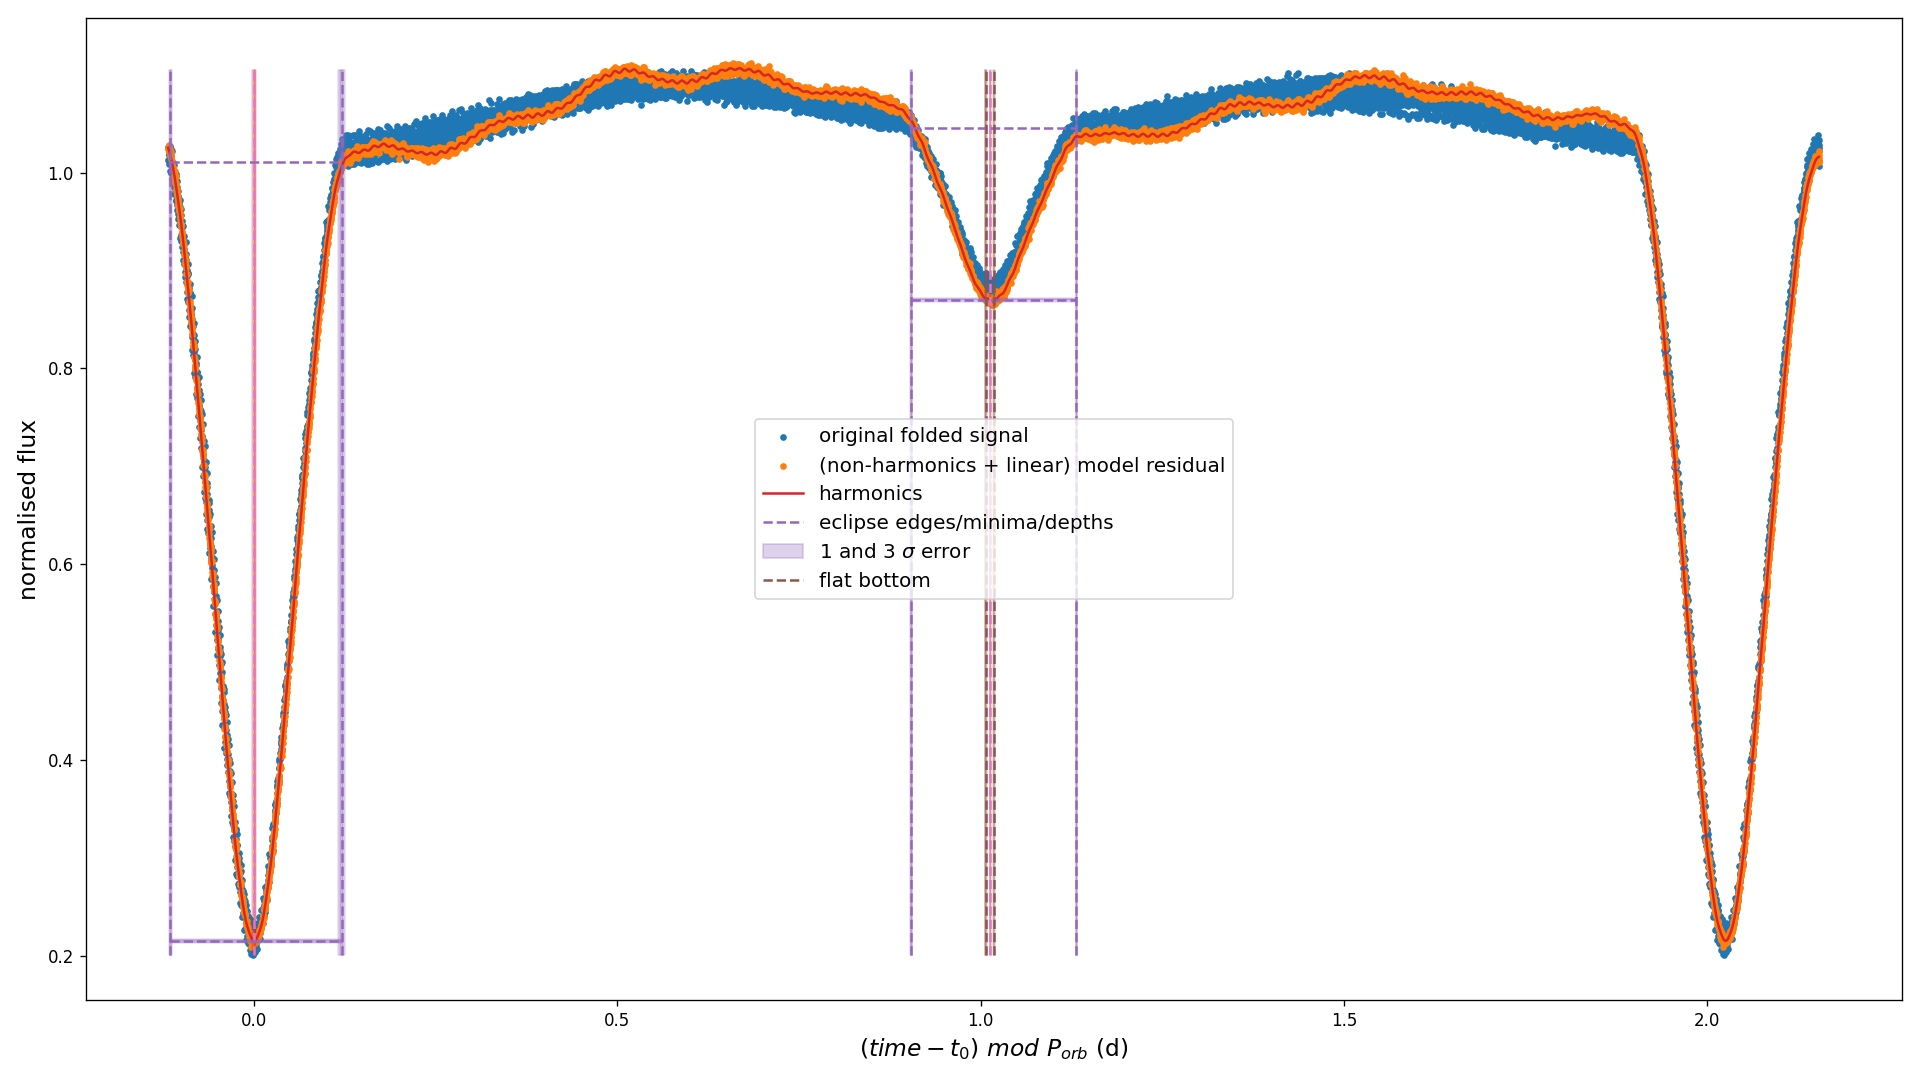 normalised flux
1.0
0.8
0.6
0.4
0.2
original folded signal
(non-harmonics + linear) model residual
harmonics
eclipse edges/minima/depths
1 and 3 σ error
flat bottom
0.0 0.5 1.0 1.5 2.0
(time − t₀) mod P_orb (d)